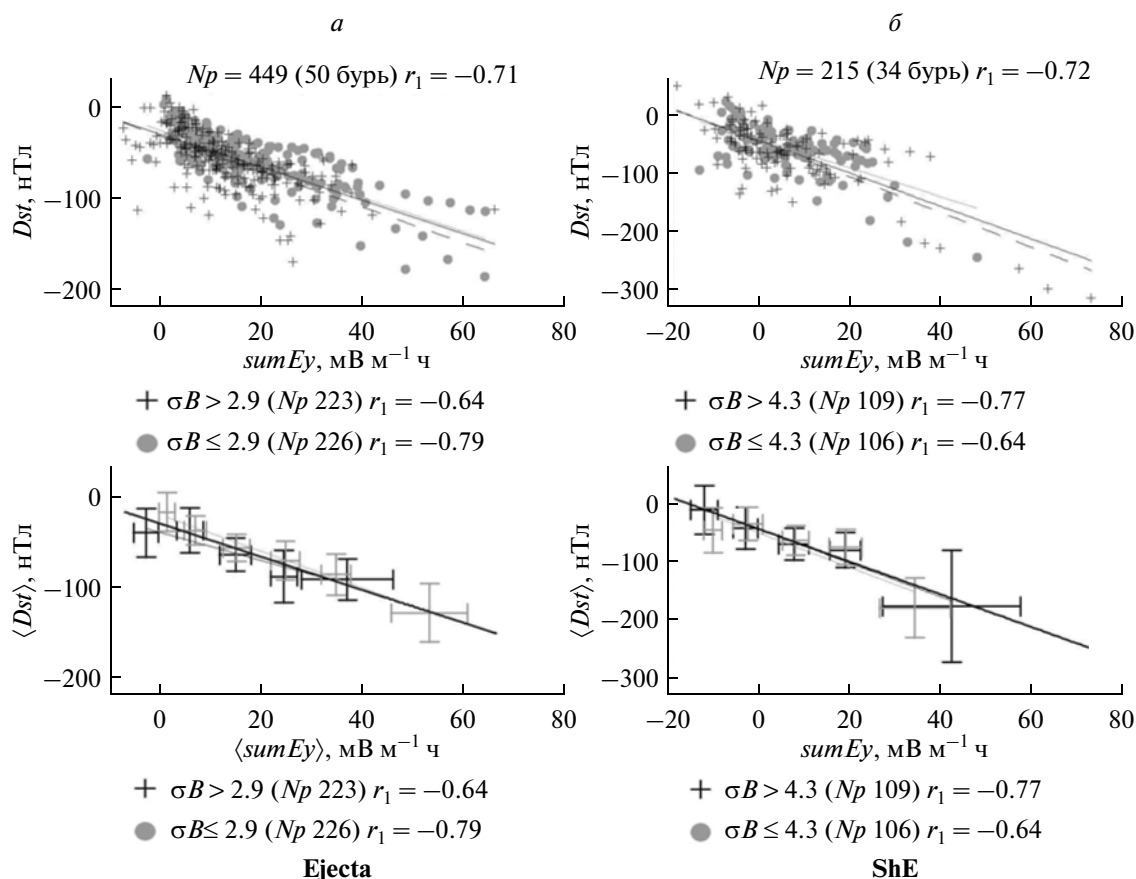 а
Np = 449 (50 бурь) r₁ = −0.71
Dst, нТл
0
−100
−200
0 20 40 60 80
sumEy, мВ м⁻¹ ч
+ σB > 2.9 (Np 223) r₁ = −0.64
● σB ≤ 2.9 (Np 226) r₁ = −0.79
б
Np = 215 (34 бурь) r₁ = −0.72
Dst, нТл
0
−100
−200
−300
−20 0 20 40 60 80
sumEy, мВ м⁻¹ ч
+ σB > 4.3 (Np 109) r₁ = −0.77
● σB ≤ 4.3 (Np 106) r₁ = −0.64
⟨Dst⟩, нТл
0
−100
−200
0 20 40 60 80
⟨sumEy⟩, мВ м⁻¹ ч
+ σB > 2.9 (Np 223) r₁ = −0.64
● σB ≤ 2.9 (Np 226) r₁ = −0.79
Ejecta
⟨Dst⟩, нТл
0
−100
−200
−300
−20 0 20 40 60 80
sumEy, мВ м⁻¹ ч
+ σB > 4.3 (Np 109) r₁ = −0.77
● σB ≤ 4.3 (Np 106) r₁ = −0.64
ShE